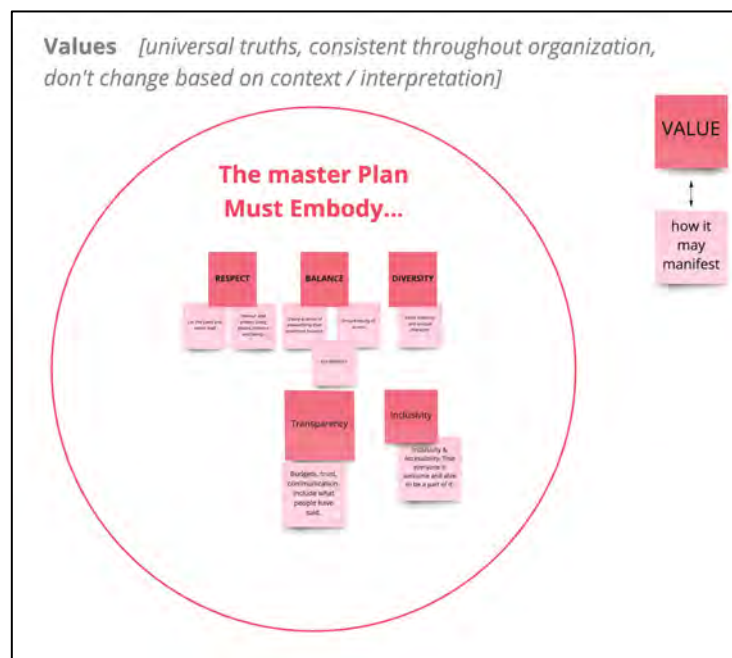 Values [universal truths, consistent throughout organization,
don't change based on context / interpretation]
The master Plan
Must Embody...
VALUE
how it
may
manifest
RESPECT
BALANCE
DIVERSITY
Transparency
Budgets, trust,
communication.
Include what
people have
said.
Inclusivity
Inclusivity &
Accessibility. That
everyone is
welcome and able
to be a part of it.